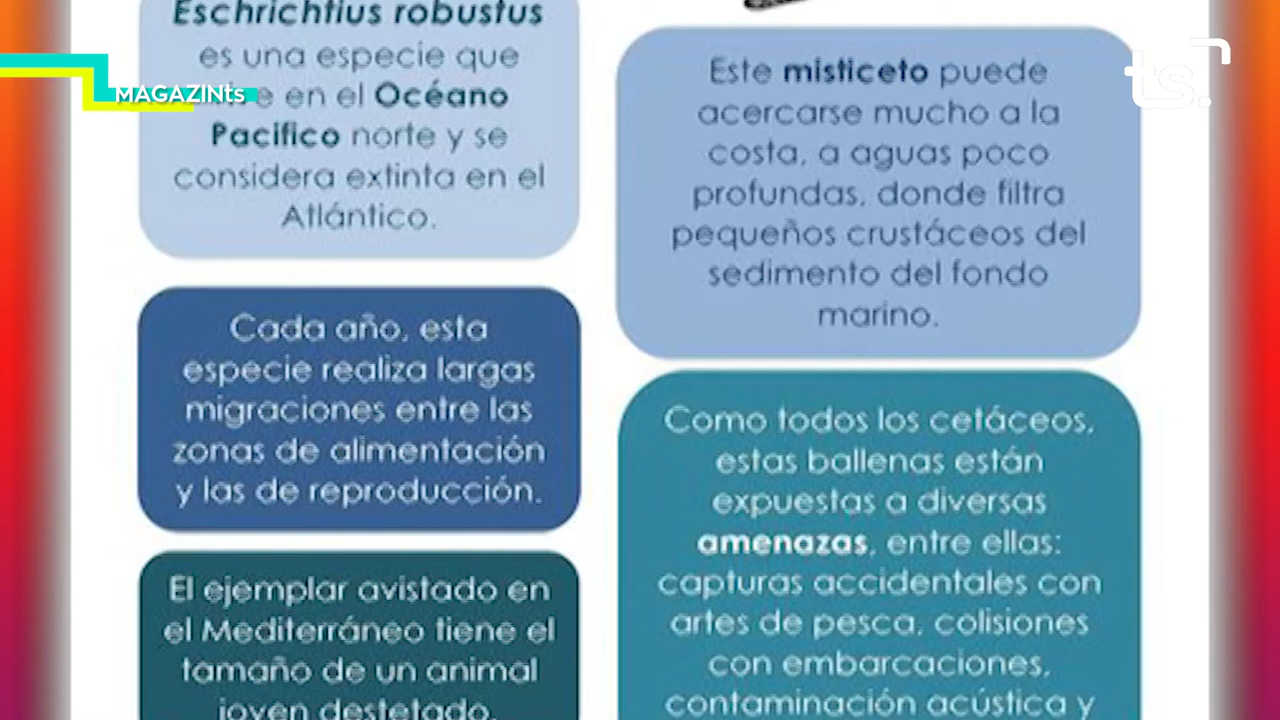 Eschrichtius robustus
es una especie que
e en el Océano
Pacífico norte y se
considera extinta en el
Atlántico.
MAGAZINts
Cada año, esta
especie realiza largas
migraciones entre las
zonas de alimentación
y las de reproducción.
El ejemplar avistado en
el Mediterráneo tiene el
tamaño de un animal
joven destetado.
Este misticeto puede
acercarse mucho a la
costa, a aguas poco
profundas, donde filtra
pequeños crustáceos del
sedimento del fondo
marino.
Como todos los cetáceos,
estas ballenas están
expuestas a diversas
amenazas, entre ellas:
capturas accidentales con
artes de pesca, colisiones
con embarcaciones,
contaminación acústica y
ts.